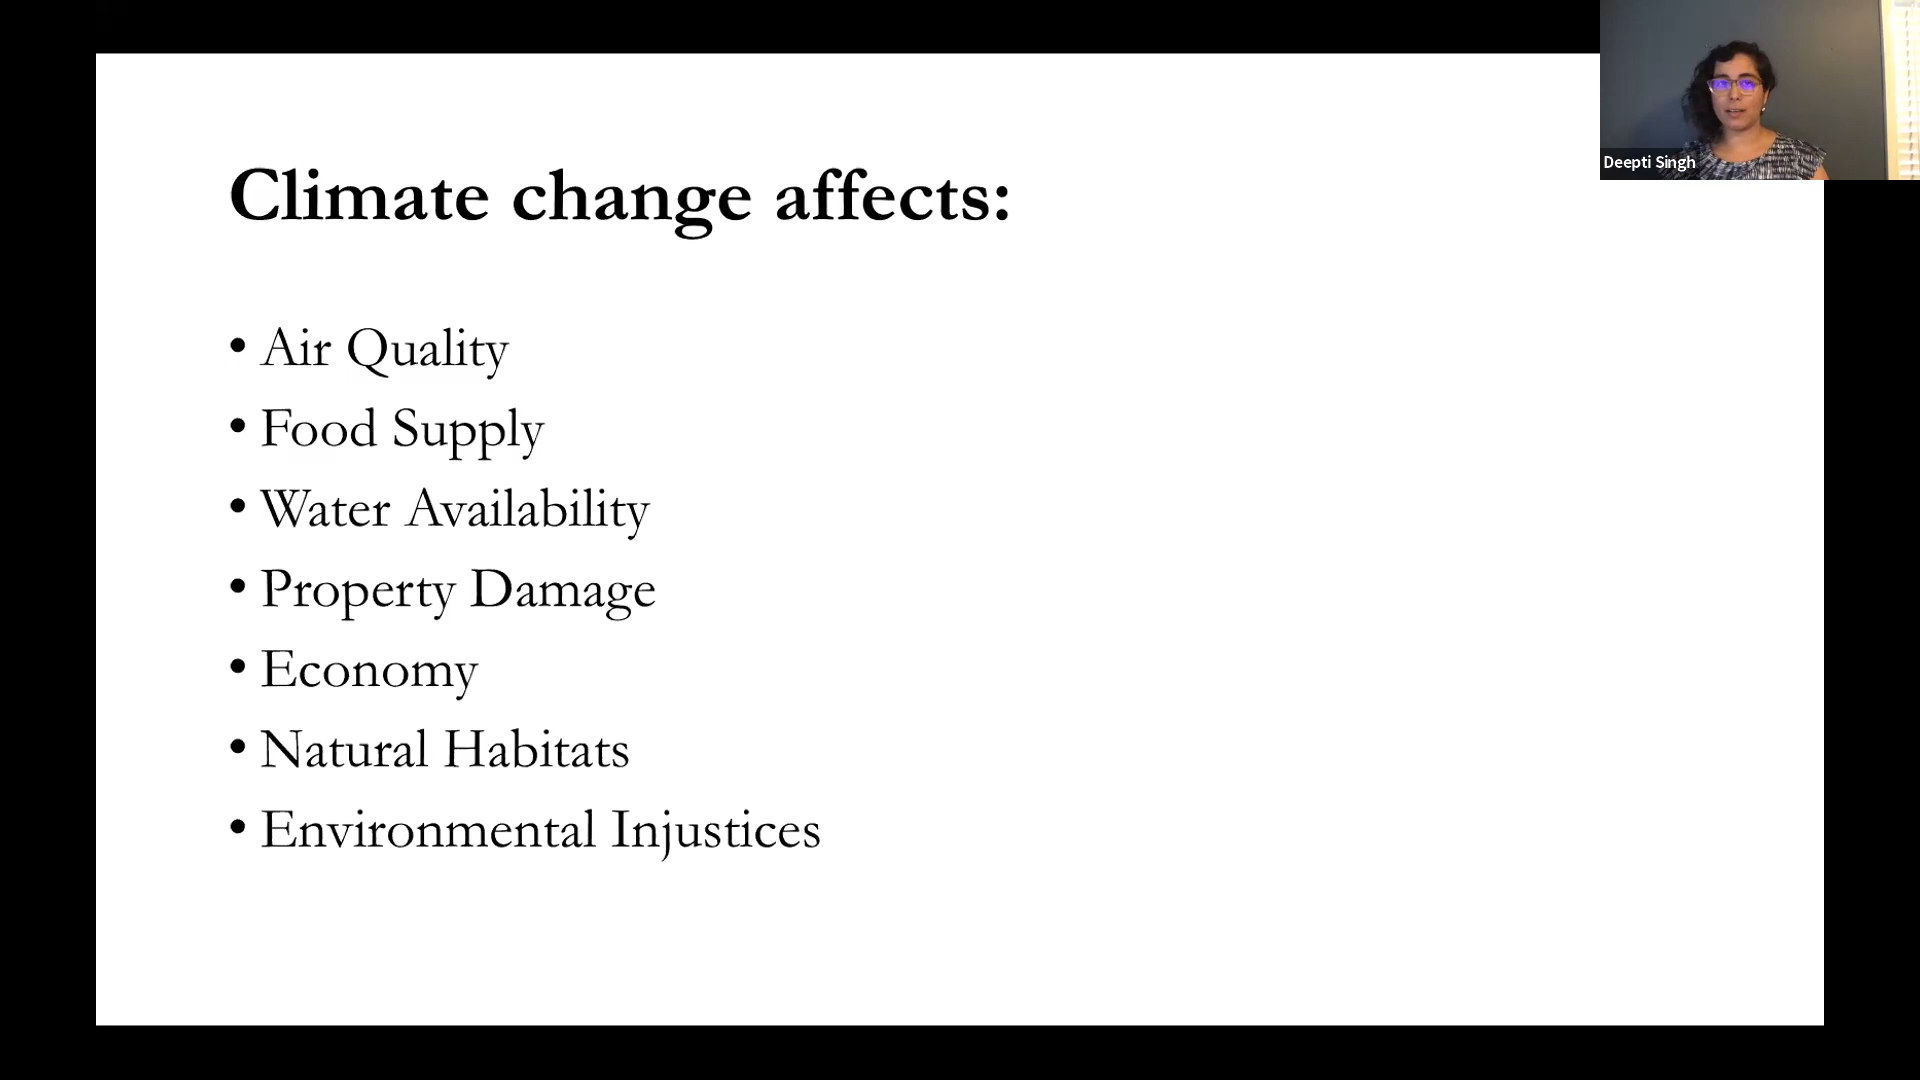 Climate change affects:
• Air Quality
• Food Supply
• Water Availability
• Property Damage
• Economy
• Natural Habitats
• Environmental Injustices
Deepti Singh